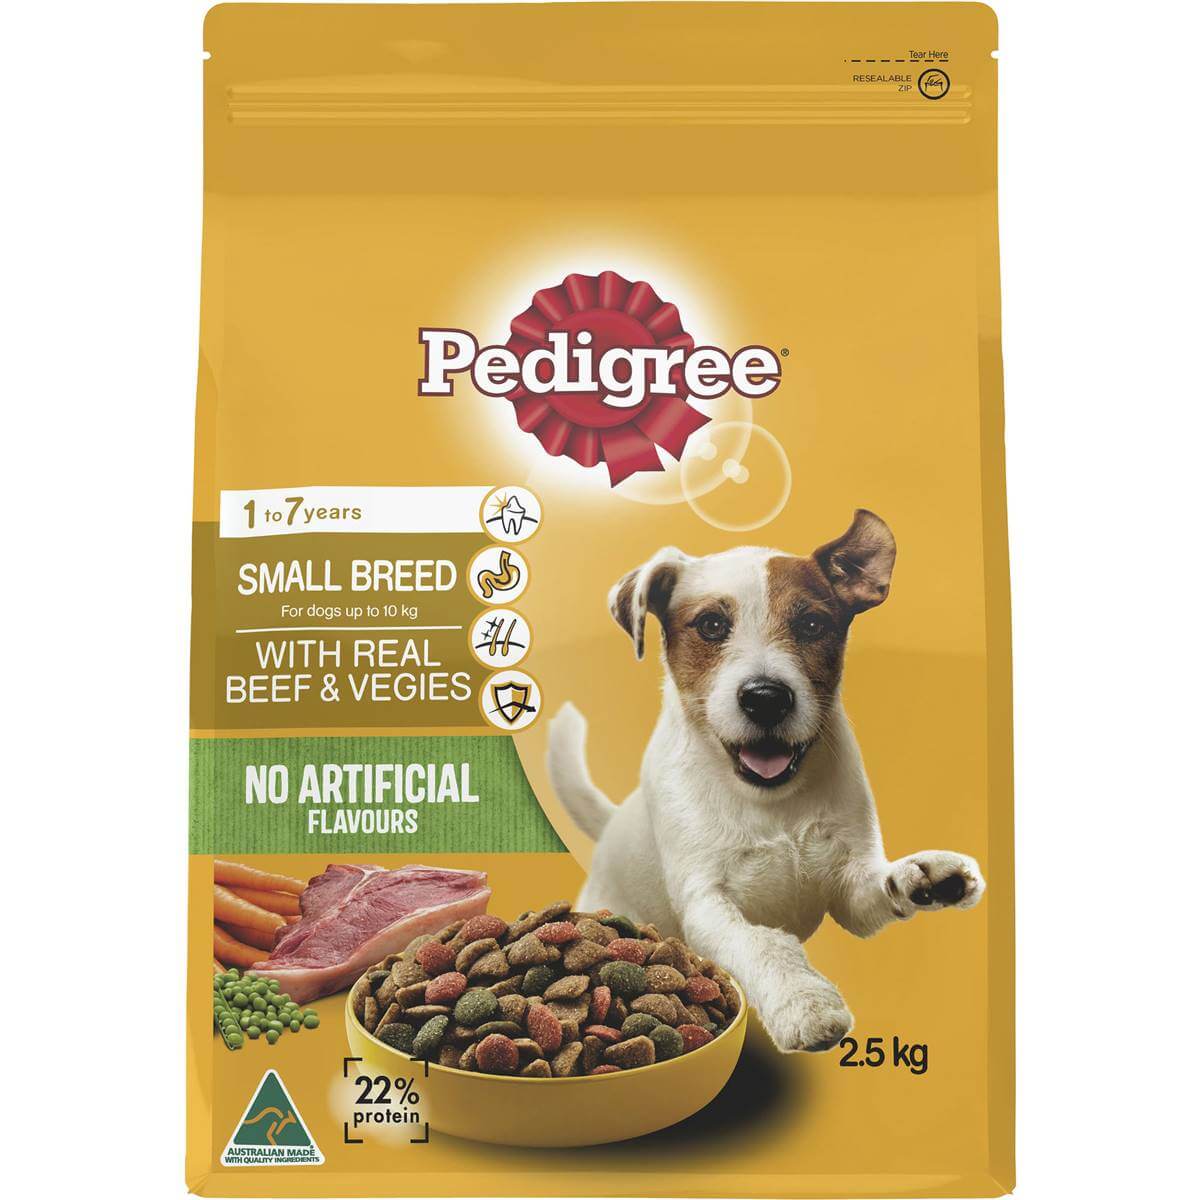 Tear Here
RESEALABLE
ZIP
Pedigree®
1 to 7 years
SMALL BREED
For dogs up to 10 kg
WITH REAL
BEEF & VEGIES
NO ARTIFICIAL
FLAVOURS
2.5 kg
22%
protein
AUSTRALIAN MADE
WITH QUALITY INGREDIENTS